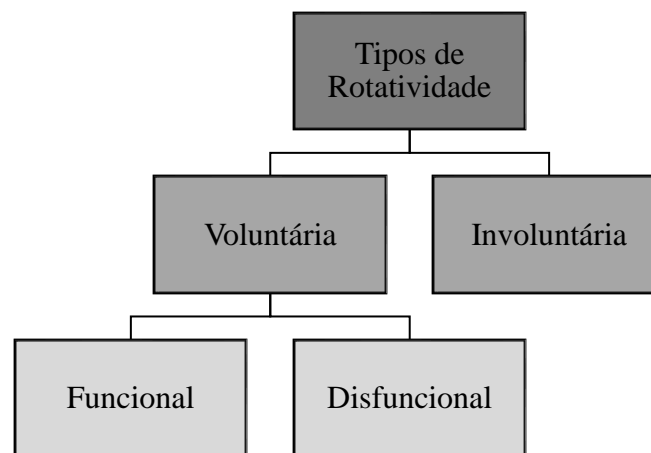 Tipos de
Rotatividade
Voluntária
Involuntária
Funcional
Disfuncional